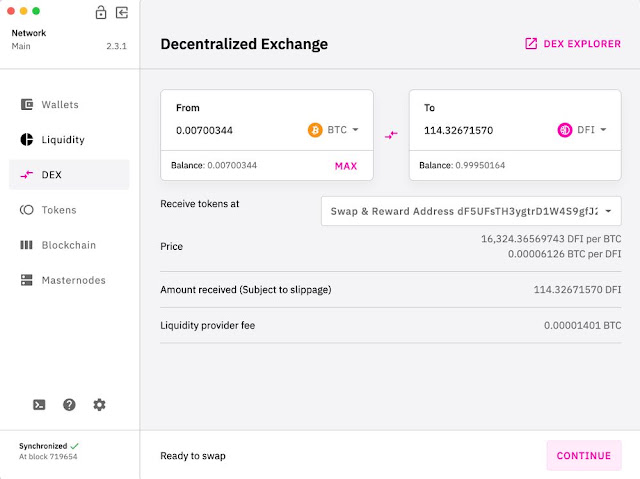 Network
Main 2.3.1
Wallets
Liquidity
DEX
Tokens
Blockchain
Masternodes
Synchronized
At block 719654
Decentralized Exchange
DEX EXPLORER
From
0.00700344 BTC
Balance: 0.00700344 MAX
To
114.32671570 DFI
Balance: 0.99950164
Receive tokens at
Swap & Reward Address dF5UFsTH3ygtrD1W4S9gfJ2
Price
16,324.36569743 DFI per BTC
0.00006126 BTC per DFI
Amount received (Subject to slippage) 114.32671570 DFI
Liquidity provider fee 0.00001401 BTC
Ready to swap
CONTINUE